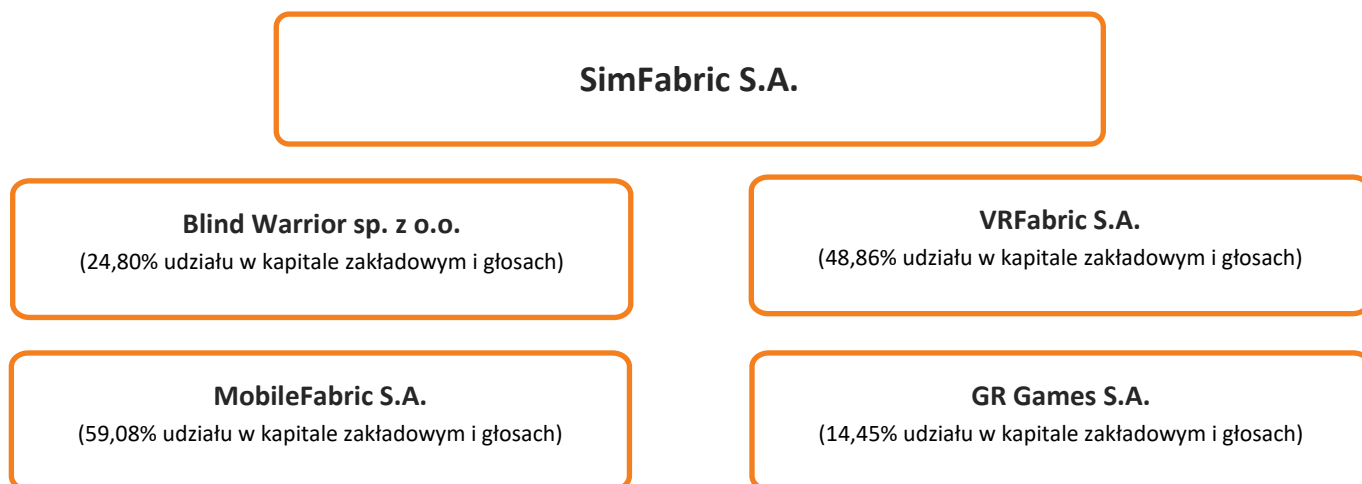 SimFabric S.A.
Blind Warrior sp. z o.o.
(24,80% udziału w kapitale zakładowym i głosach)
VRFabric S.A.
(48,86% udziału w kapitale zakładowym i głosach)
MobileFabric S.A.
(59,08% udziału w kapitale zakładowym i głosach)
GR Games S.A.
(14,45% udziału w kapitale zakładowym i głosach)